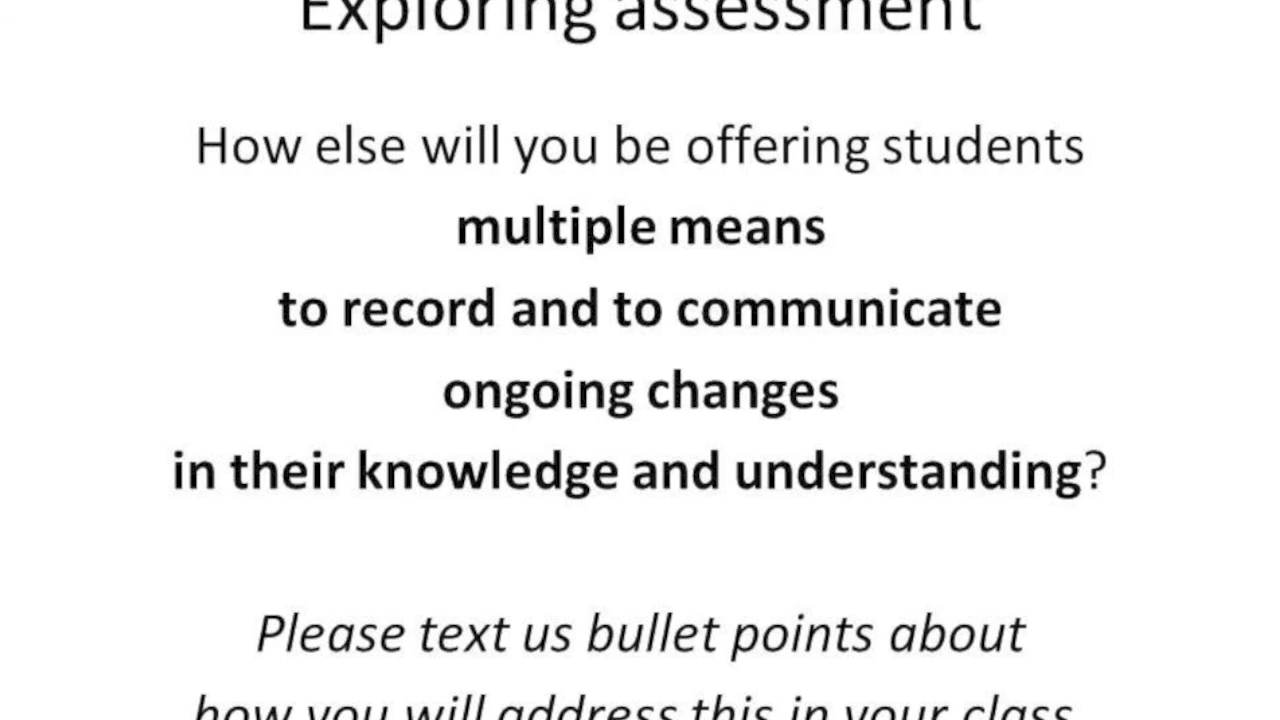 Exploring assessment
How else will you be offering students
multiple means
to record and to communicate
ongoing changes
in their knowledge and understanding?
Please text us bullet points about
how you will address this in your class